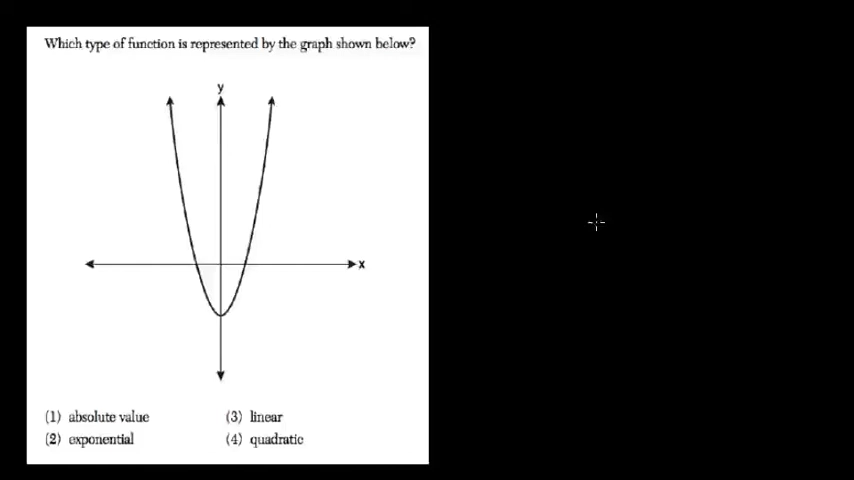 Which type of function is represented by the graph shown below?
y
x
(1) absolute value (3) linear
(2) exponential (4) quadratic